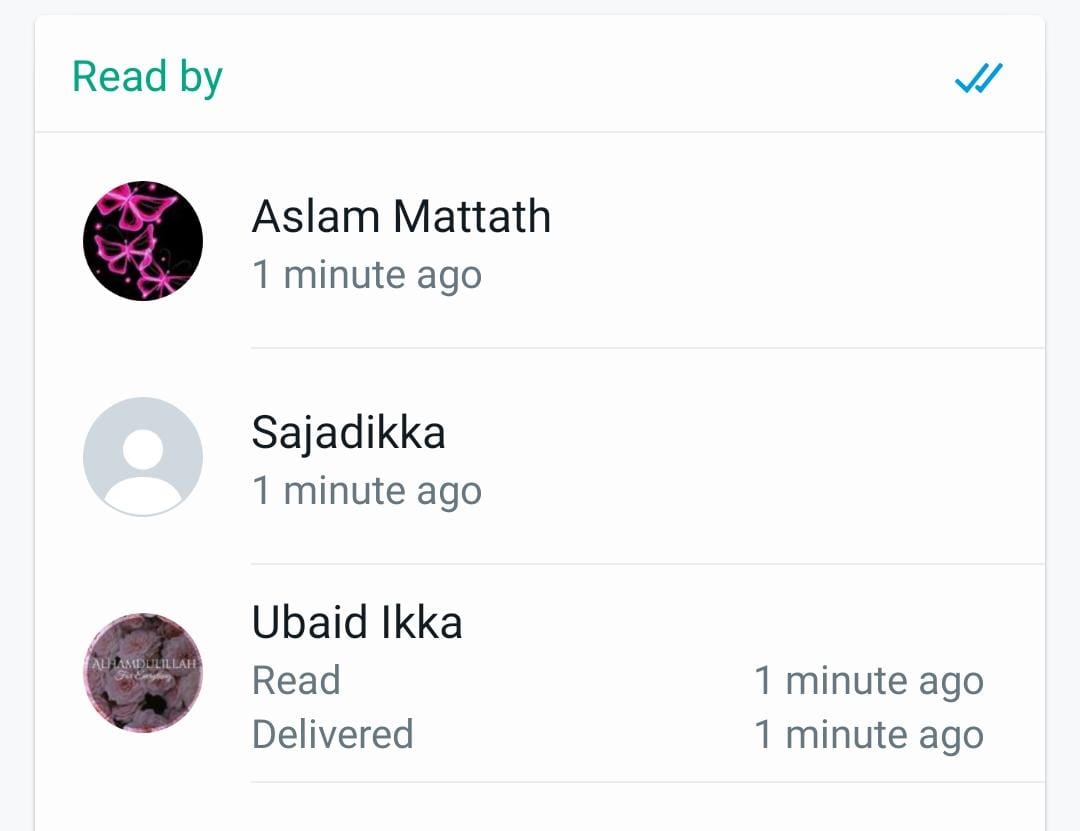 Read by
Aslam Mattath
1 minute ago
Sajadikka
1 minute ago
Ubaid Ikka
ALHAMDULILLAH
For Everything
Read 1 minute ago
Delivered 1 minute ago